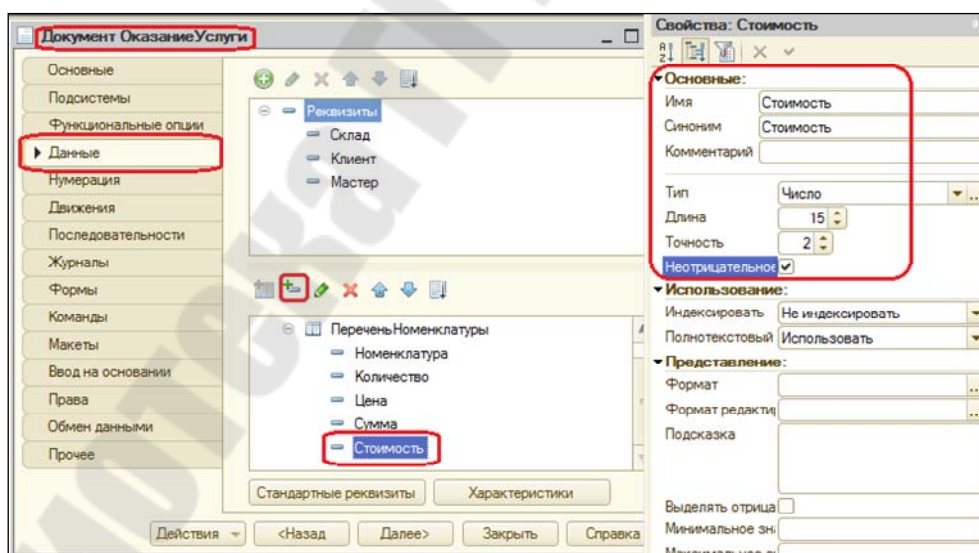 Документ ОказаниеУслуги
Основные
Подсистемы
Функциональные опции
Данные
Нумерация
Движения
Последовательности
Журналы
Формы
Команды
Макеты
Ввод на основании
Права
Обмен данными
Прочее
Реквизиты
Склад
Клиент
Мастер
ПереченьНоменклатуры
Номенклатура
Количество
Цена
Сумма
Стоимость
Стандартные реквизиты
Характеристики
Действия
<Назад
Далее>
Закрыть
Справка
Свойства: Стоимость
Основные:
Имя Стоимость
Синоним Стоимость
Комментарий
Тип Число
Длина 15
Точность 2
Неотрицательное
Использование:
Индексировать Не индексировать
Полнотекстовый Использовать
Представление:
Формат
Формат редакти
Подсказка
Выделять отрица
Минимальное зн